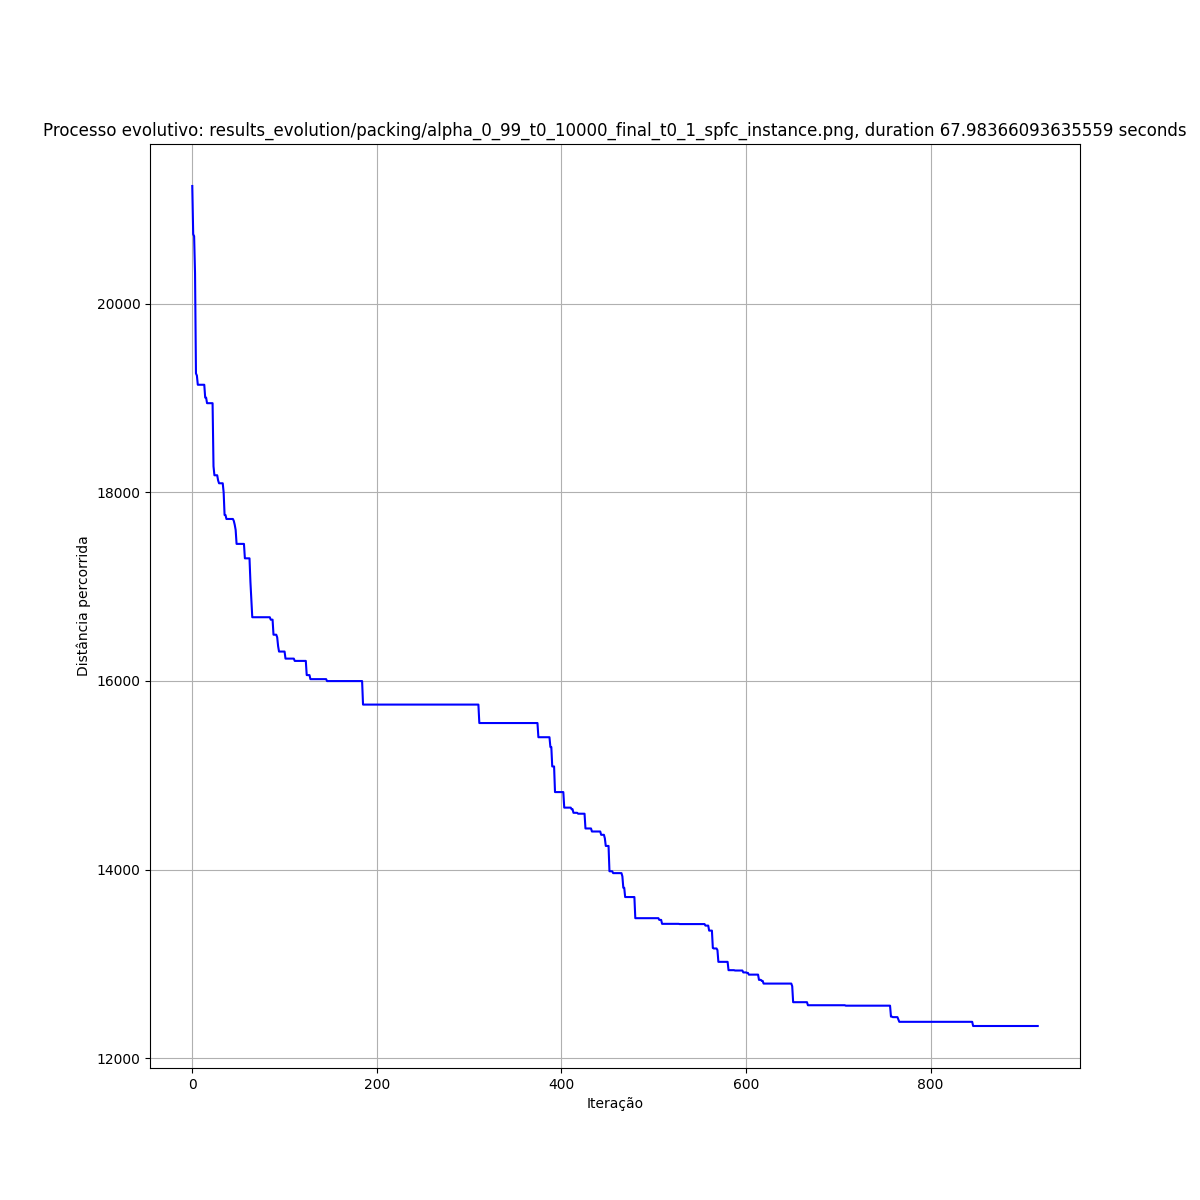 Processo evolutivo: results_evolution/packing/alpha_0_99_t0_10000_final_t0_1_spfc_instance.png, duration 67.98366093635559 seconds
20000
18000
16000
14000
12000
Distância percorrida
0 200 400 600 800
Iteração